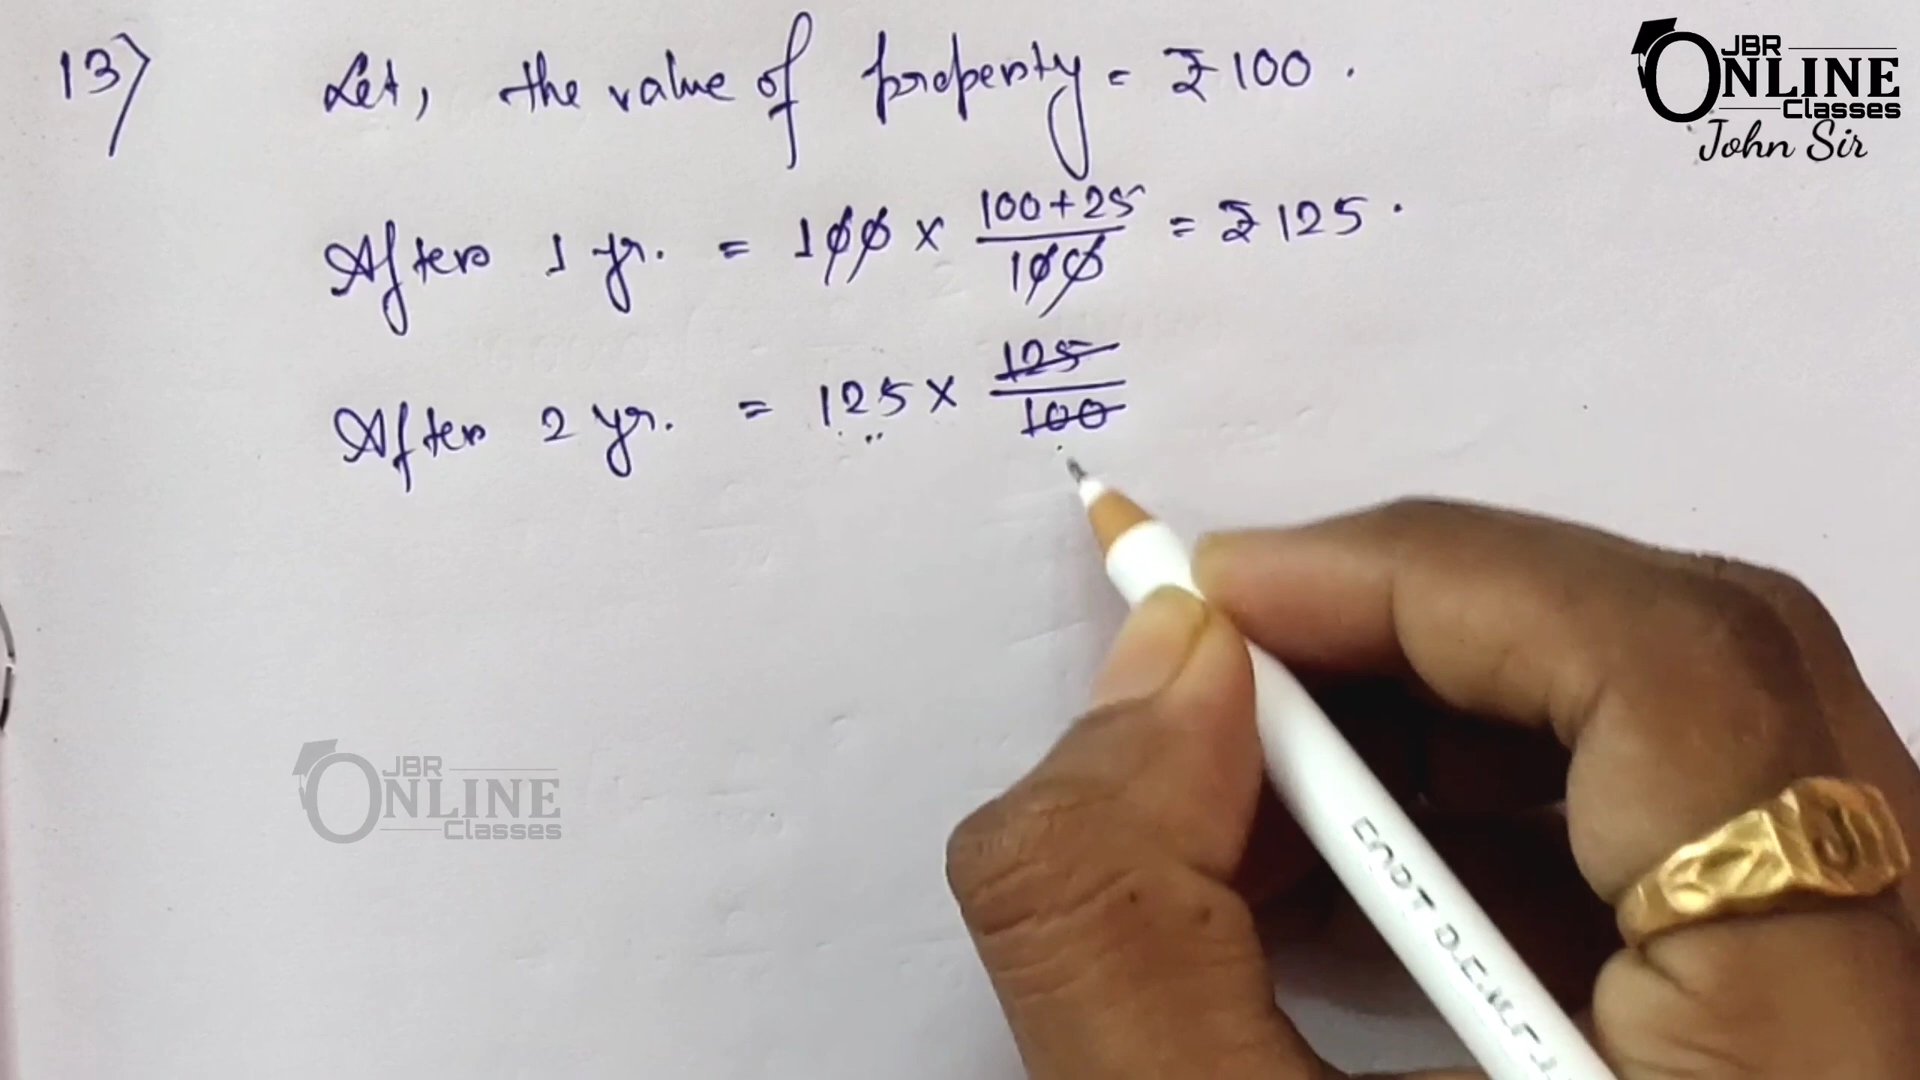 13) Let, the value of property = ₹ 100.
JBR
ONLINE
Classes
John Sir
After 1 yr. = 100 × (100+25)/100 = ₹ 125.
After 2 yr. = 125 × 125/100
JBR
ONLINE
Classes